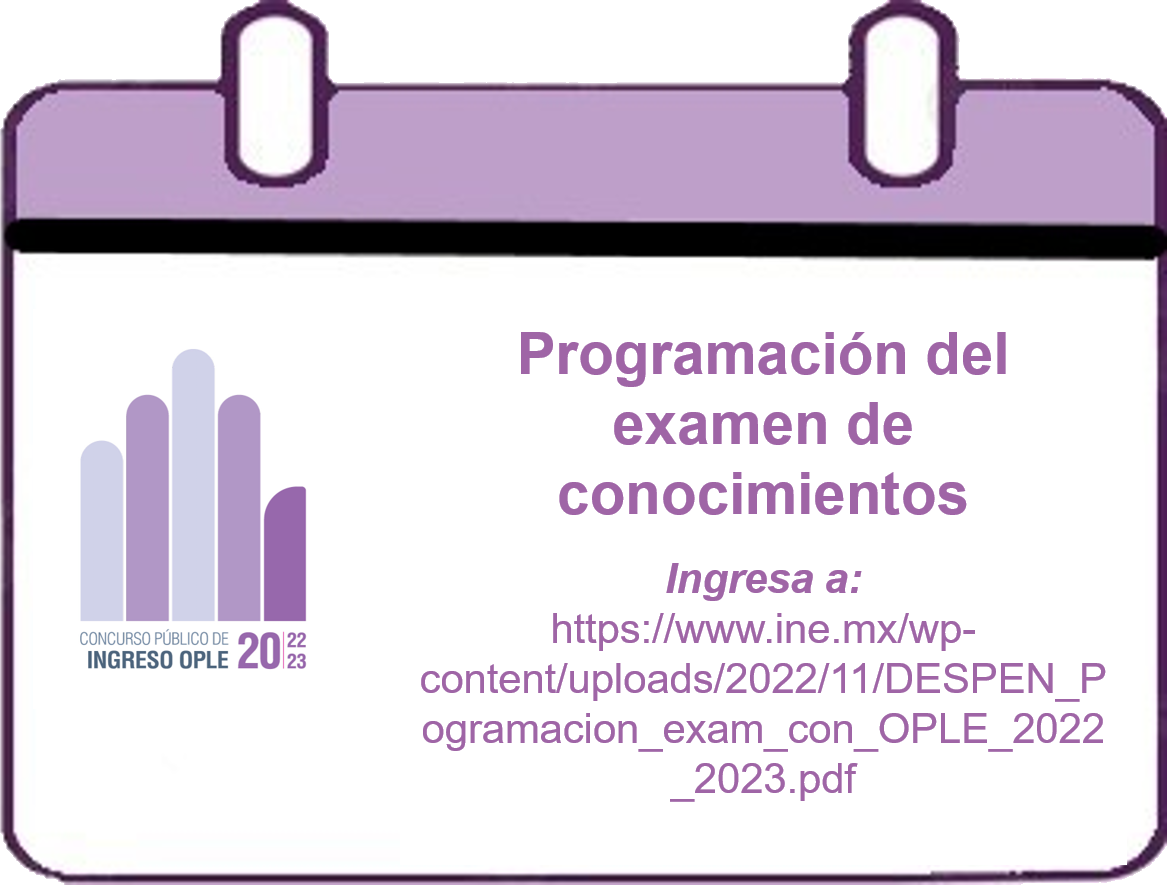 Programación del
examen de
conocimientos
Ingresa a:
https://www.ine.mx/wp-
content/uploads/2022/11/DESPEN_P
ogramacion_exam_con_OPLE_2022
_2023.pdf
CONCURSO PÚBLICO DE
INGRESO OPLE 20 22
23